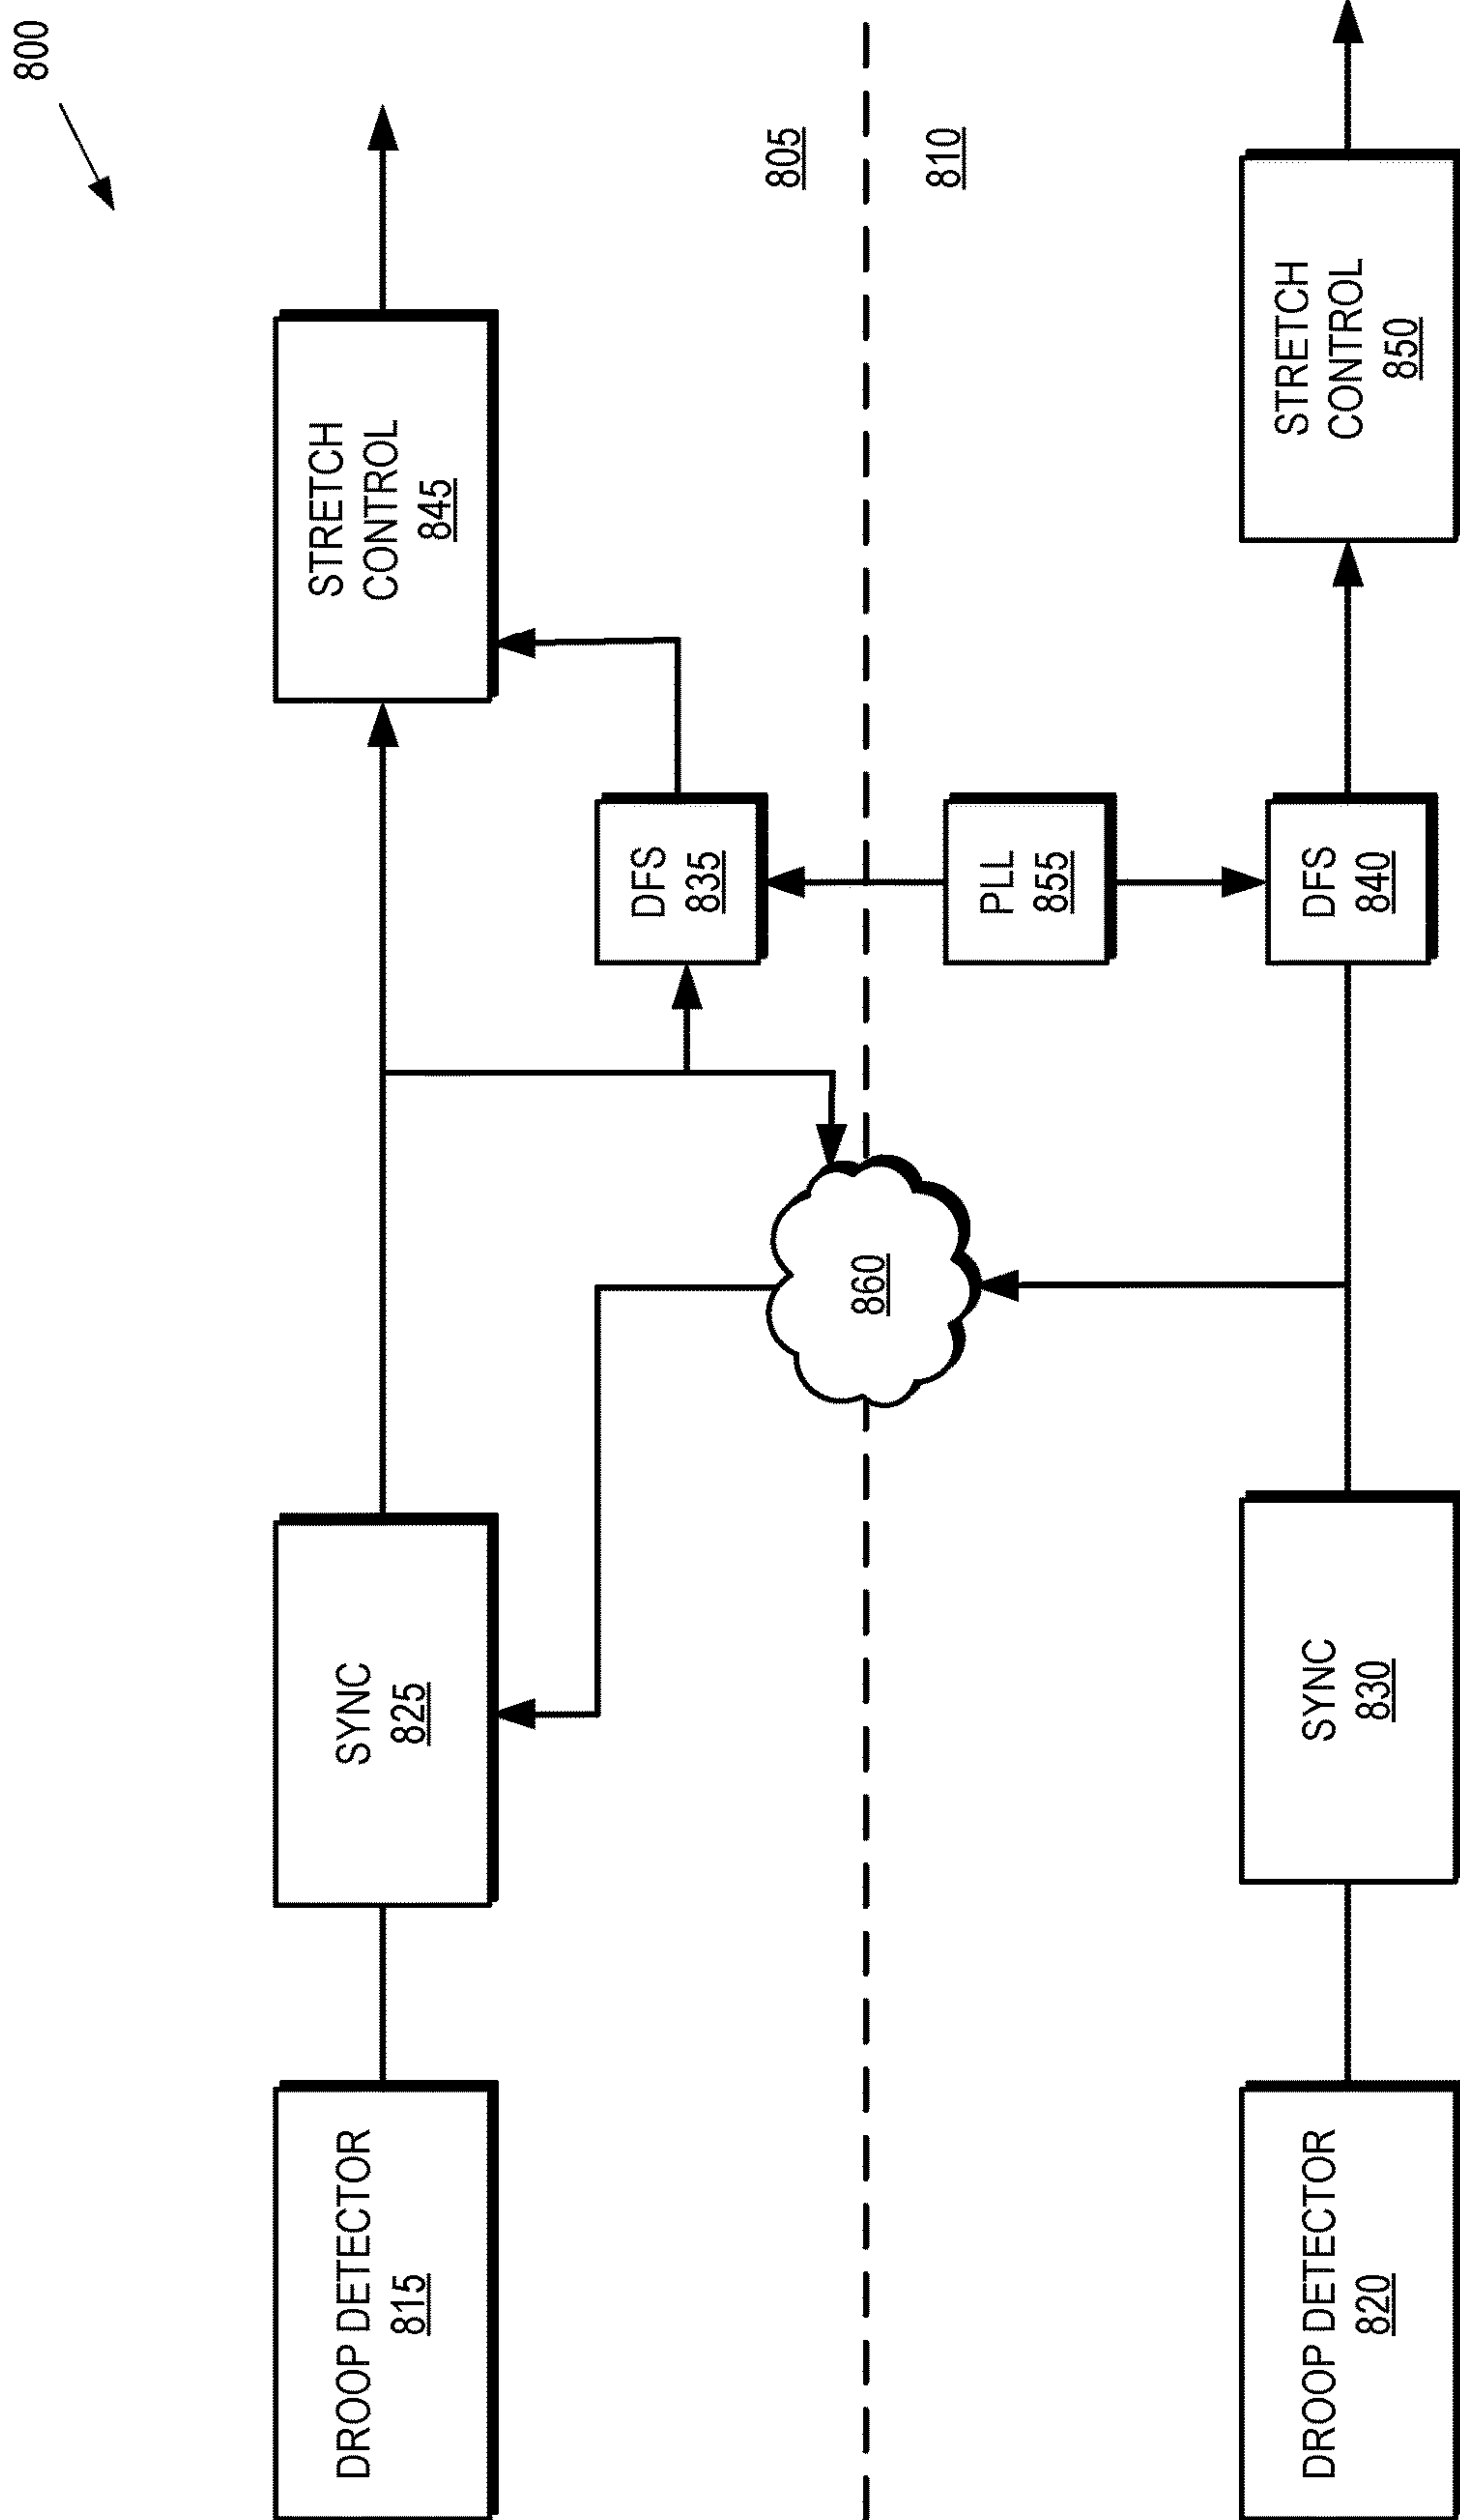 800
DROOP DETECTOR
815
SYNC
825
STRETCH
CONTROL
845
DFS
835
805
860
810
PLL
855
DROOP DETECTOR
820
SYNC
830
DFS
840
STRETCH
CONTROL
850